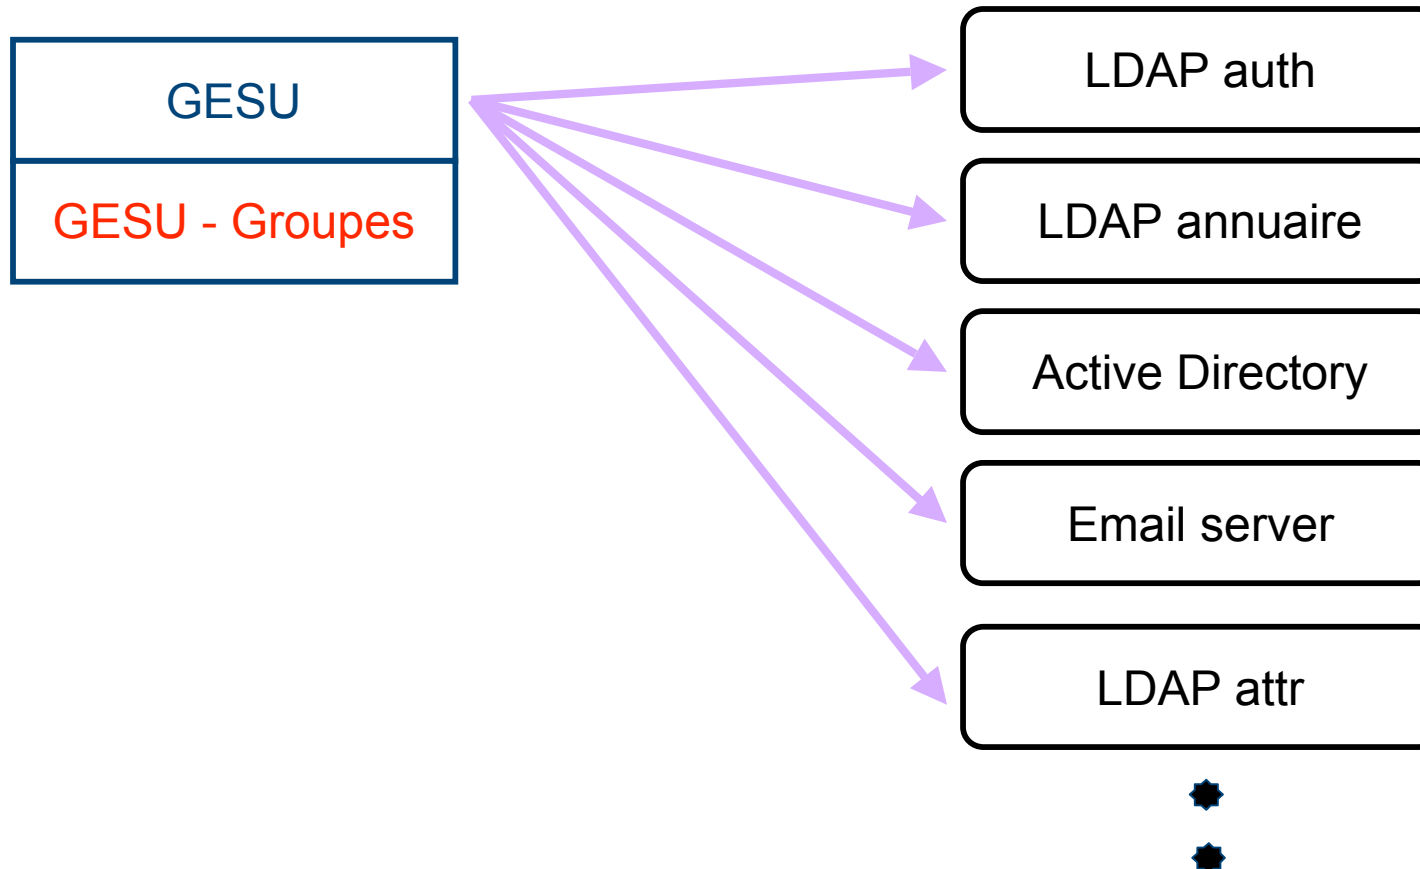 GESU
GESU - Groupes
LDAP auth
LDAP annuaire
Active Directory
Email server
LDAP attr